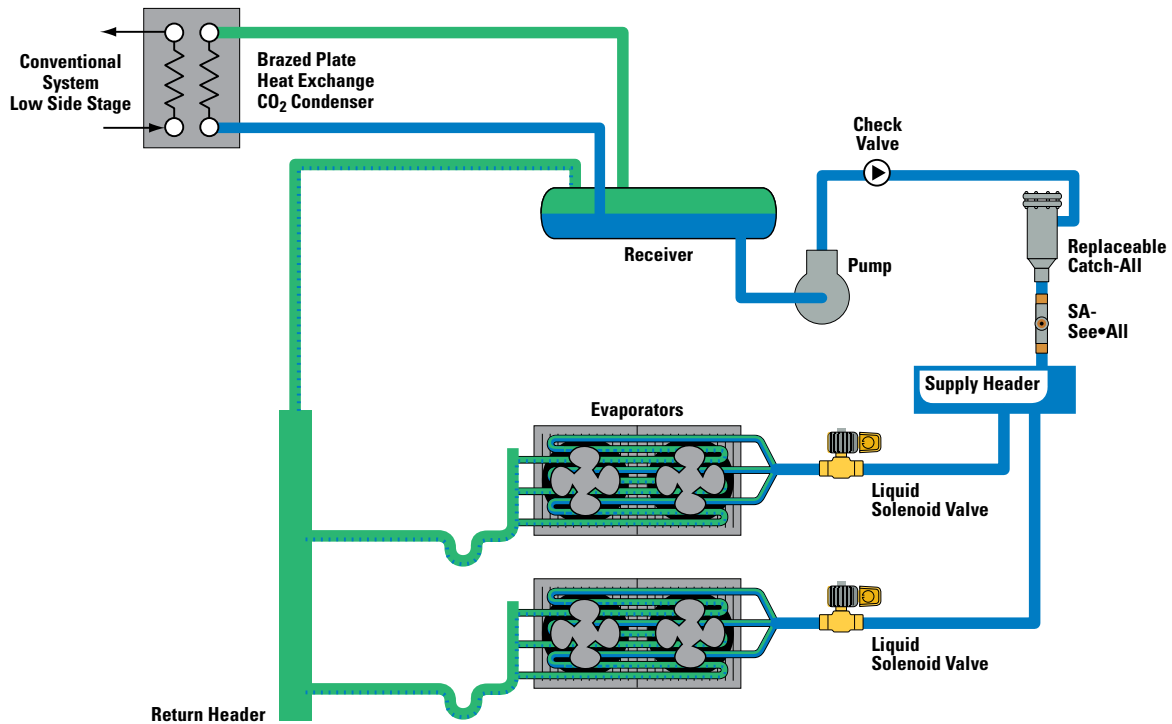 Conventional
System
Low Side Stage
Brazed Plate
Heat Exchange
CO₂ Condenser
Check
Valve
Receiver
Pump
Replaceable
Catch-All
SA-
See•All
Supply Header
Evaporators
Liquid
Solenoid Valve
Liquid
Solenoid Valve
Return Header